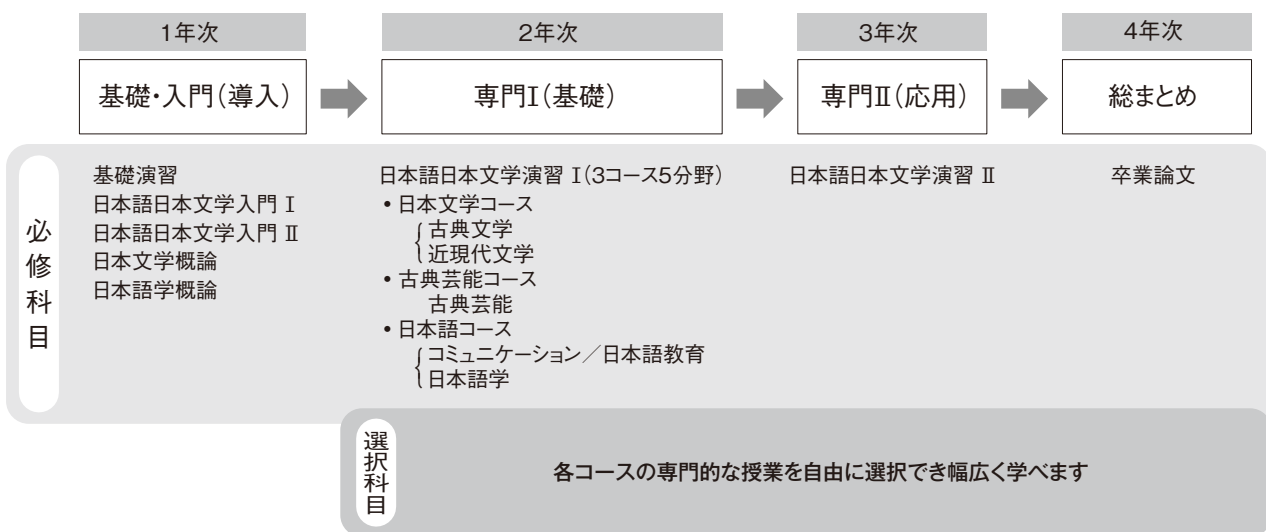 1年次
2年次
3年次
4年次
基礎・入門（導入）
専門Ⅰ（基礎）
専門Ⅱ（応用）
総まとめ
必修科目
基礎演習
日本語日本文学入門 Ⅰ
日本語日本文学入門 Ⅱ
日本文学概論
日本語学概論
日本語日本文学演習 Ⅰ（3コース5分野）
• 日本文学コース
古典文学
近現代文学
• 古典芸能コース
古典芸能
• 日本語コース
コミュニケーション／日本語教育
日本語学
日本語日本文学演習 Ⅱ
卒業論文
選択科目
各コースの専門的な授業を自由に選択でき幅広く学べます